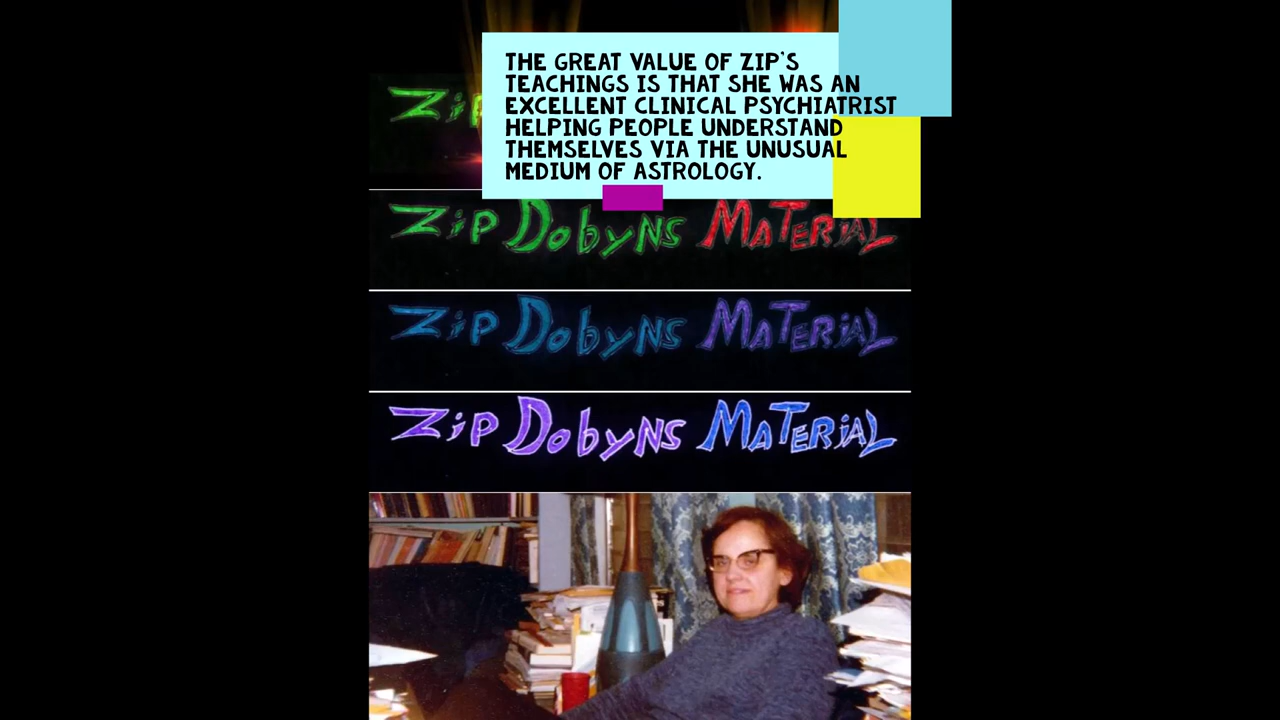 THE GREAT VALUE OF ZIP'S
TEACHINGS IS THAT SHE WAS AN
EXCELLENT CLINICAL PSYCHIATRIST
HELPING PEOPLE UNDERSTAND
THEMSELVES VIA THE UNUSUAL
MEDIUM OF ASTROLOGY.
Zip
Zip Dobyns Material
Zip Dobyns Material
Zip Dobyns Material